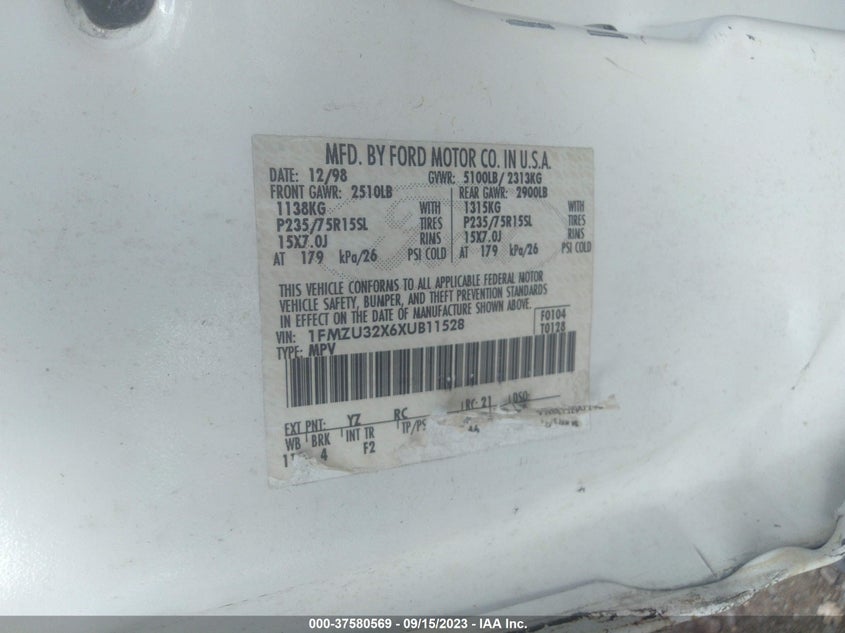 MFD. BY FORD MOTOR CO. IN U.S.A.
DATE: 12/98 GVWR: 5100LB/ 2313KG
FRONT GAWR: 2510LB REAR GAWR: 2900LB
1138KG WITH 1315KG WITH
P235/75R15SL TIRES P235/75R15SL TIRES
15X7.0J RIMS 15X7.0J RIMS
AT 179 kPa/26 PSI COLD AT 179 kPa/26 PSI COLD
THIS VEHICLE CONFORMS TO ALL APPLICABLE FEDERAL MOTOR
VEHICLE SAFETY, BUMPER, AND THEFT PREVENTION STANDARDS
IN EFFECT ON THE DATE OF MANUFACTURE SHOWN ABOVE.
VIN: 1FMZU32X6XUB11528 F0104
TYPE: MPV T0128
EXT PNT: YZ RC RC: 21 DSO:
WB BRK INT TR TP/PS
4 F2
000-37580569 - 09/15/2023 - IAA Inc.